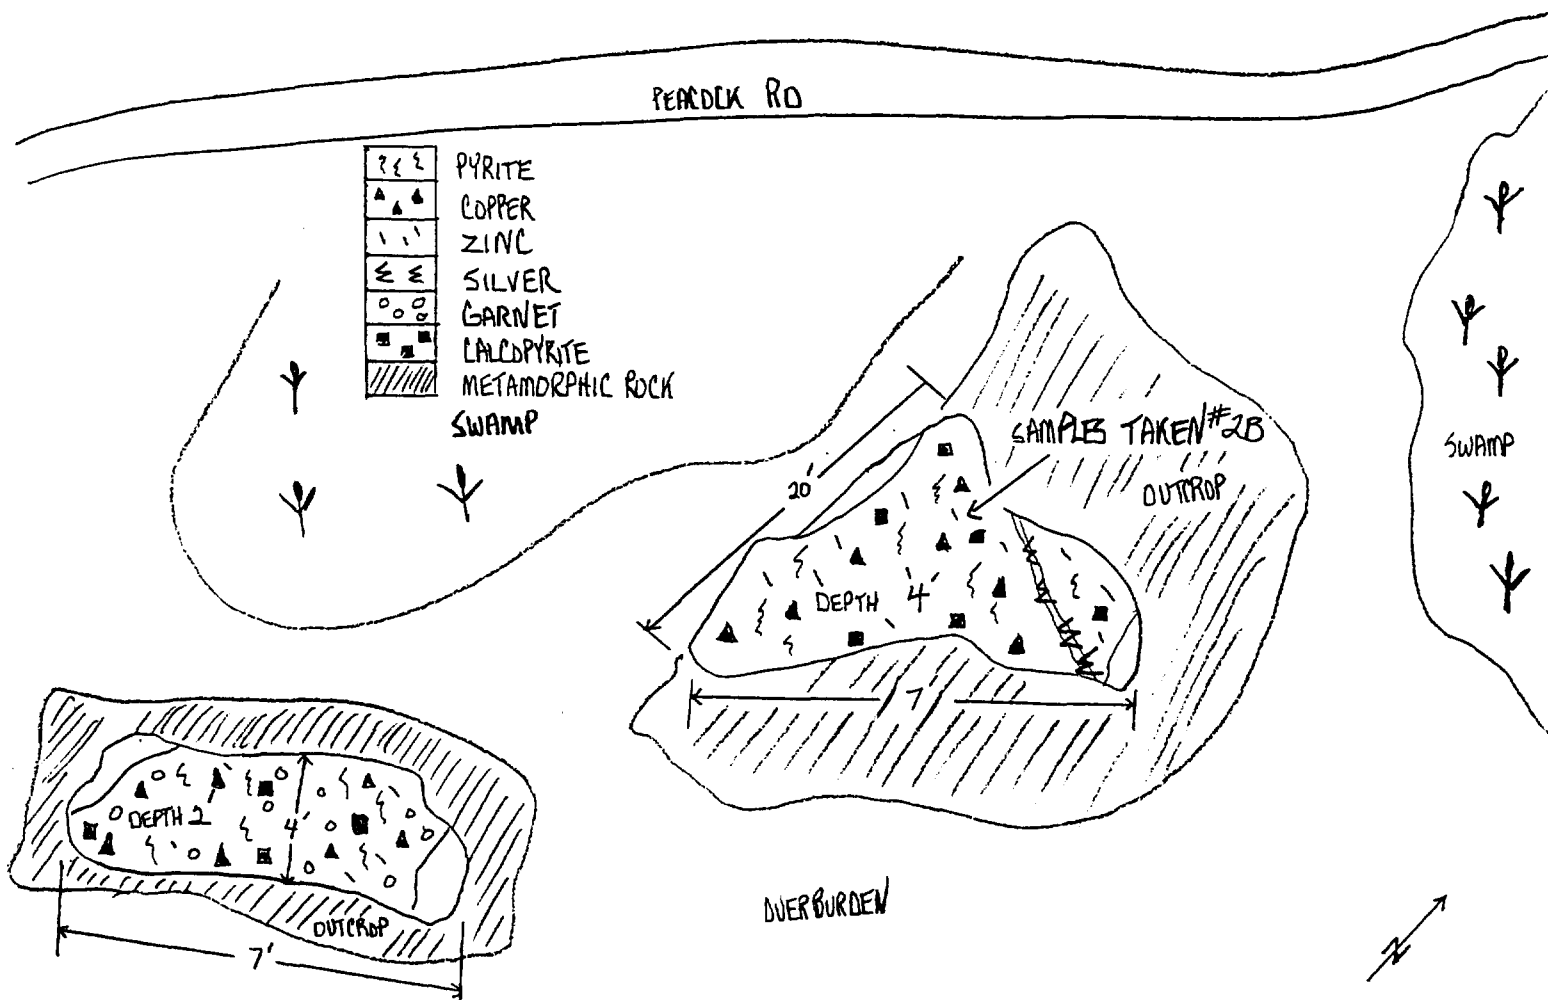 PEACOCK RD
PYRITE
COPPER
ZINC
SILVER
GARNET
CALCOPYRITE
METAMORPHIC ROCK
SWAMP
SAMPLES TAKEN #2B
OUTCROP
SWAMP
20'
DEPTH 4'
7'
DEPTH 2'
4'
OUTCROP
7'
OVERBURDEN
N